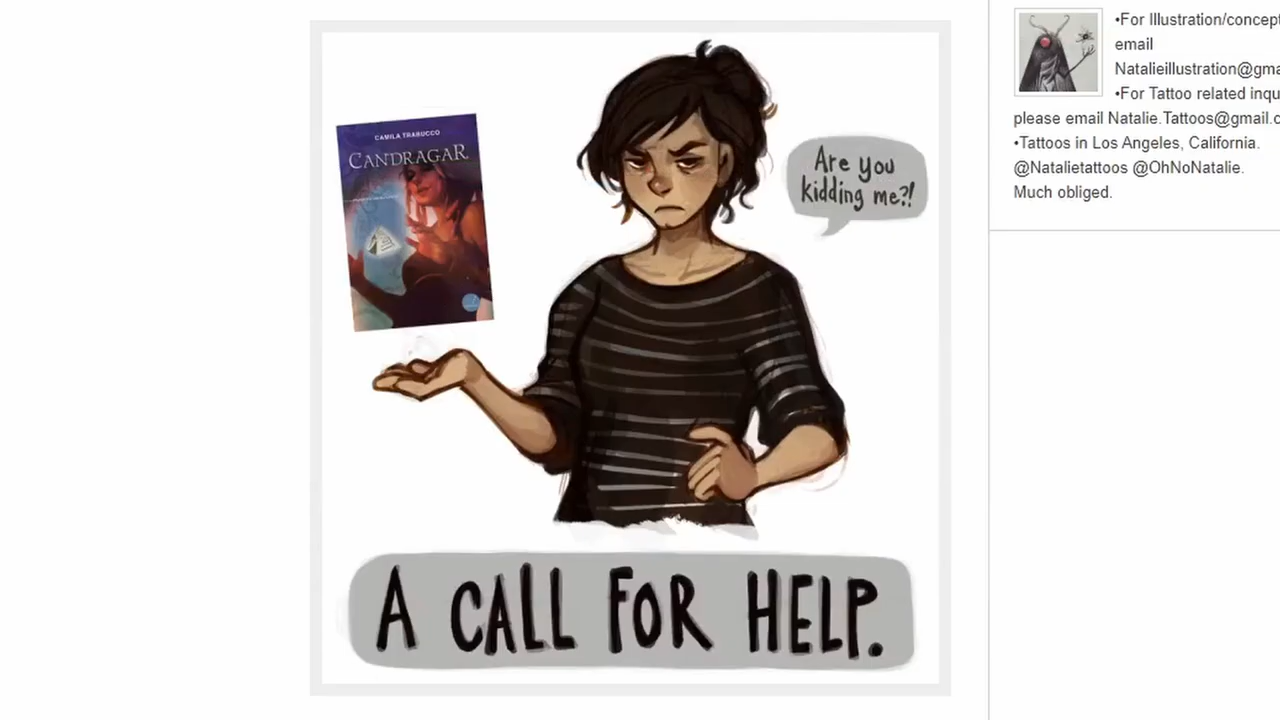 CAMILA TRABUCCO
CANDRAGAR
Are you
kidding me?!
A CALL FOR HELP.
•For Illustration/concept
email
Natalieillustration@gma
•For Tattoo related inqu
please email Natalie.Tattoos@gmail.c
•Tattoos in Los Angeles, California.
@Natalietattoos @OhNoNatalie.
Much obliged.